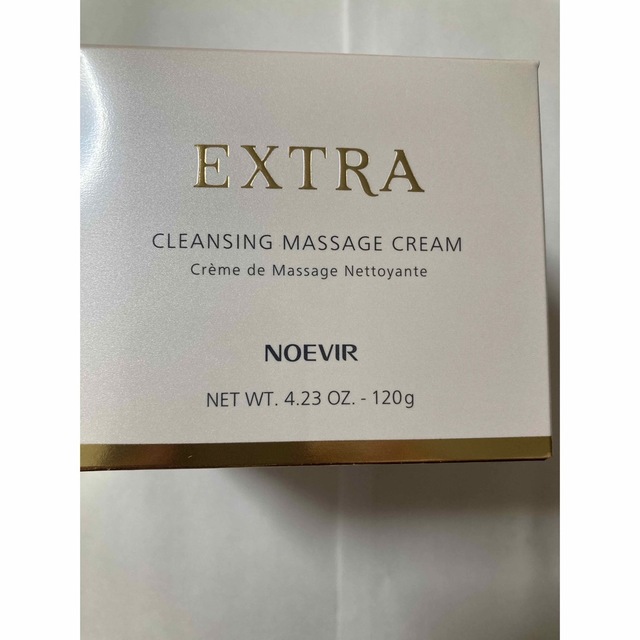 EXTRA
CLEANSING MASSAGE CREAM
Crème de Massage Nettoyante
NOEVIR
NET WT. 4.23 OZ. - 120g